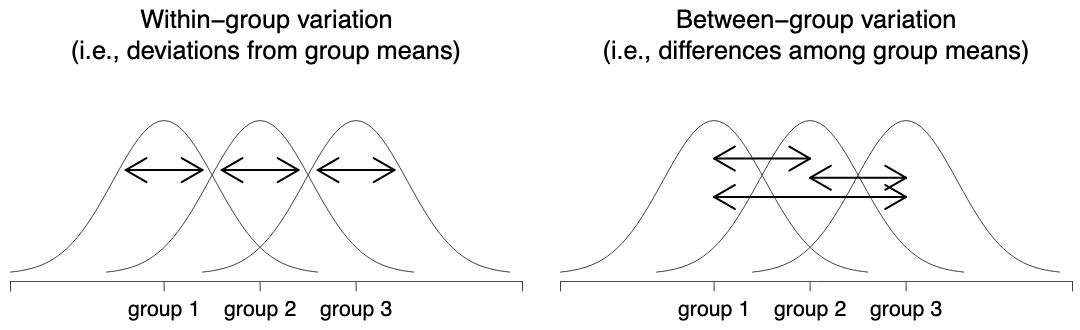 Within−group variation
(i.e., deviations from group means)
group 1 group 2 group 3
Between−group variation
(i.e., differences among group means)
group 1 group 2 group 3